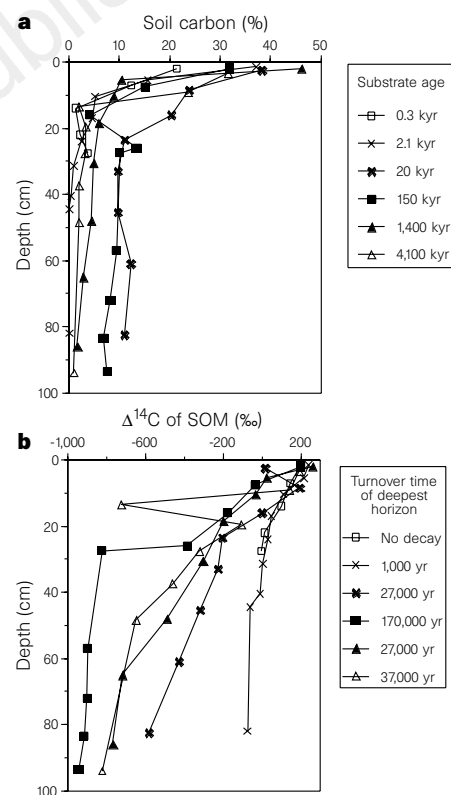 a
Soil carbon (%)
0 10 20 30 40 50
0
20
40
60
80
100
Depth (cm)
Substrate age
0.3 kyr
2.1 kyr
20 kyr
150 kyr
1,400 kyr
4,100 kyr
b
Δ¹⁴C of SOM (‰)
-1,000 -600 -200 200
0
20
40
60
80
100
Depth (cm)
Turnover time
of deepest
horizon
No decay
1,000 yr
27,000 yr
170,000 yr
27,000 yr
37,000 yr